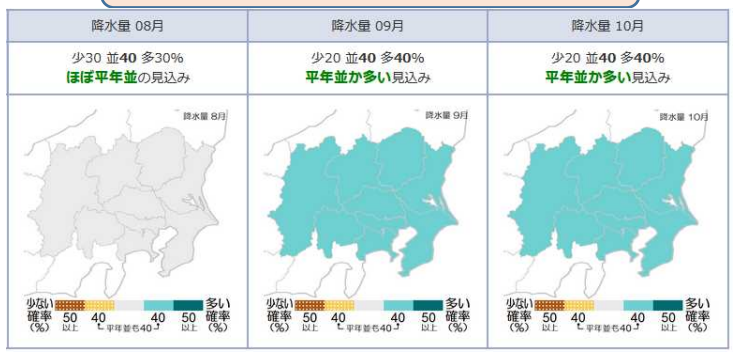 降水量 08月
降水量 09月
降水量 10月
少30 並40 多30%
ほぼ平年並の見込み
少20 並40 多40%
平年並か多い見込み
少20 並40 多40%
平年並か多い見込み
降水量 8月
降水量 9月
降水量 10月
少ない 多い
確率 50 40 40 50 確率
(%) 以上 平年並も40 以上 (%)
少ない 多い
確率 50 40 40 50 確率
(%) 以上 平年並も40 以上 (%)
少ない 多い
確率 50 40 40 50 確率
(%) 以上 平年並も40 以上 (%)